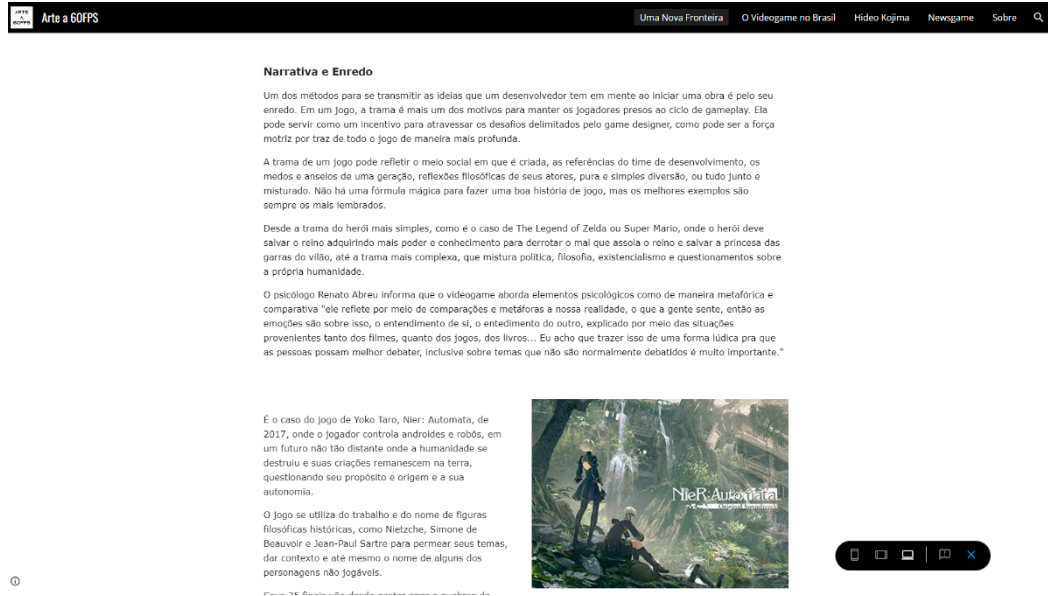 ARTE
A
60FPS
Arte a 60FPS
Uma Nova Fronteira
O Videogame no Brasil
Hideo Kojima
Newsgame
Sobre
Narrativa e Enredo
Um dos métodos para se transmitir as ideias que um desenvolvedor tem em mente ao iniciar uma obra é pelo seu
enredo. Em um jogo, a trama é mais um dos motivos para manter os jogadores presos ao ciclo de gameplay. Ela
pode servir como um incentivo para atravessar os desafios delimitados pelo game designer, como pode ser a força
motriz por traz de todo o jogo de maneira mais profunda.
A trama de um jogo pode refletir o meio social em que é criada, as referências do time de desenvolvimento, os
medos e anseios de uma geração, reflexões filosóficas de seus atores, pura e simples diversão, ou tudo junto e
misturado. Não há uma fórmula mágica para fazer uma boa história de jogo, mas os melhores exemplos são
sempre os mais lembrados.
Desde a trama do herói mais simples, como é o caso de The Legend of Zelda ou Super Mario, onde o herói deve
salvar o reino adquirindo mais poder e conhecimento para derrotar o mal que assola o reino e salvar a princesa das
garras do vilão, até a trama mais complexa, que mistura política, filosofia, existencialismo e questionamentos sobre
a própria humanidade.
O psicólogo Renato Abreu informa que o videogame aborda elementos psicológicos como de maneira metafórica e
comparativa "ele reflete por meio de comparações e metáforas a nossa realidade, o que a gente sente, então as
emoções são sobre isso, o entendimento de si, o entedimento do outro, explicado por meio das situações
provenientes tanto dos filmes, quanto dos jogos, dos livros... Eu acho que trazer isso de uma forma lúdica pra que
as pessoas possam melhor debater, inclusive sobre temas que não são normalmente debatidos é muito importante."
É o caso do jogo de Yoko Taro, Nier: Automata, de
2017, onde o jogador controla androides e robôs, em
um futuro não tão distante onde a humanidade se
destruiu e suas criações remanescem na terra,
questionando seu propósito e origem e a sua
autonomia.
O jogo se utiliza do trabalho e do nome de figuras
filosóficas históricas, como Nietzche, Simone de
Beauvoir e Jean-Paul Sartre para permear seus temas,
dar contexto e até mesmo o nome de alguns dos
personagens não jogáveis.
NieR:Automata
Original Soundtrack